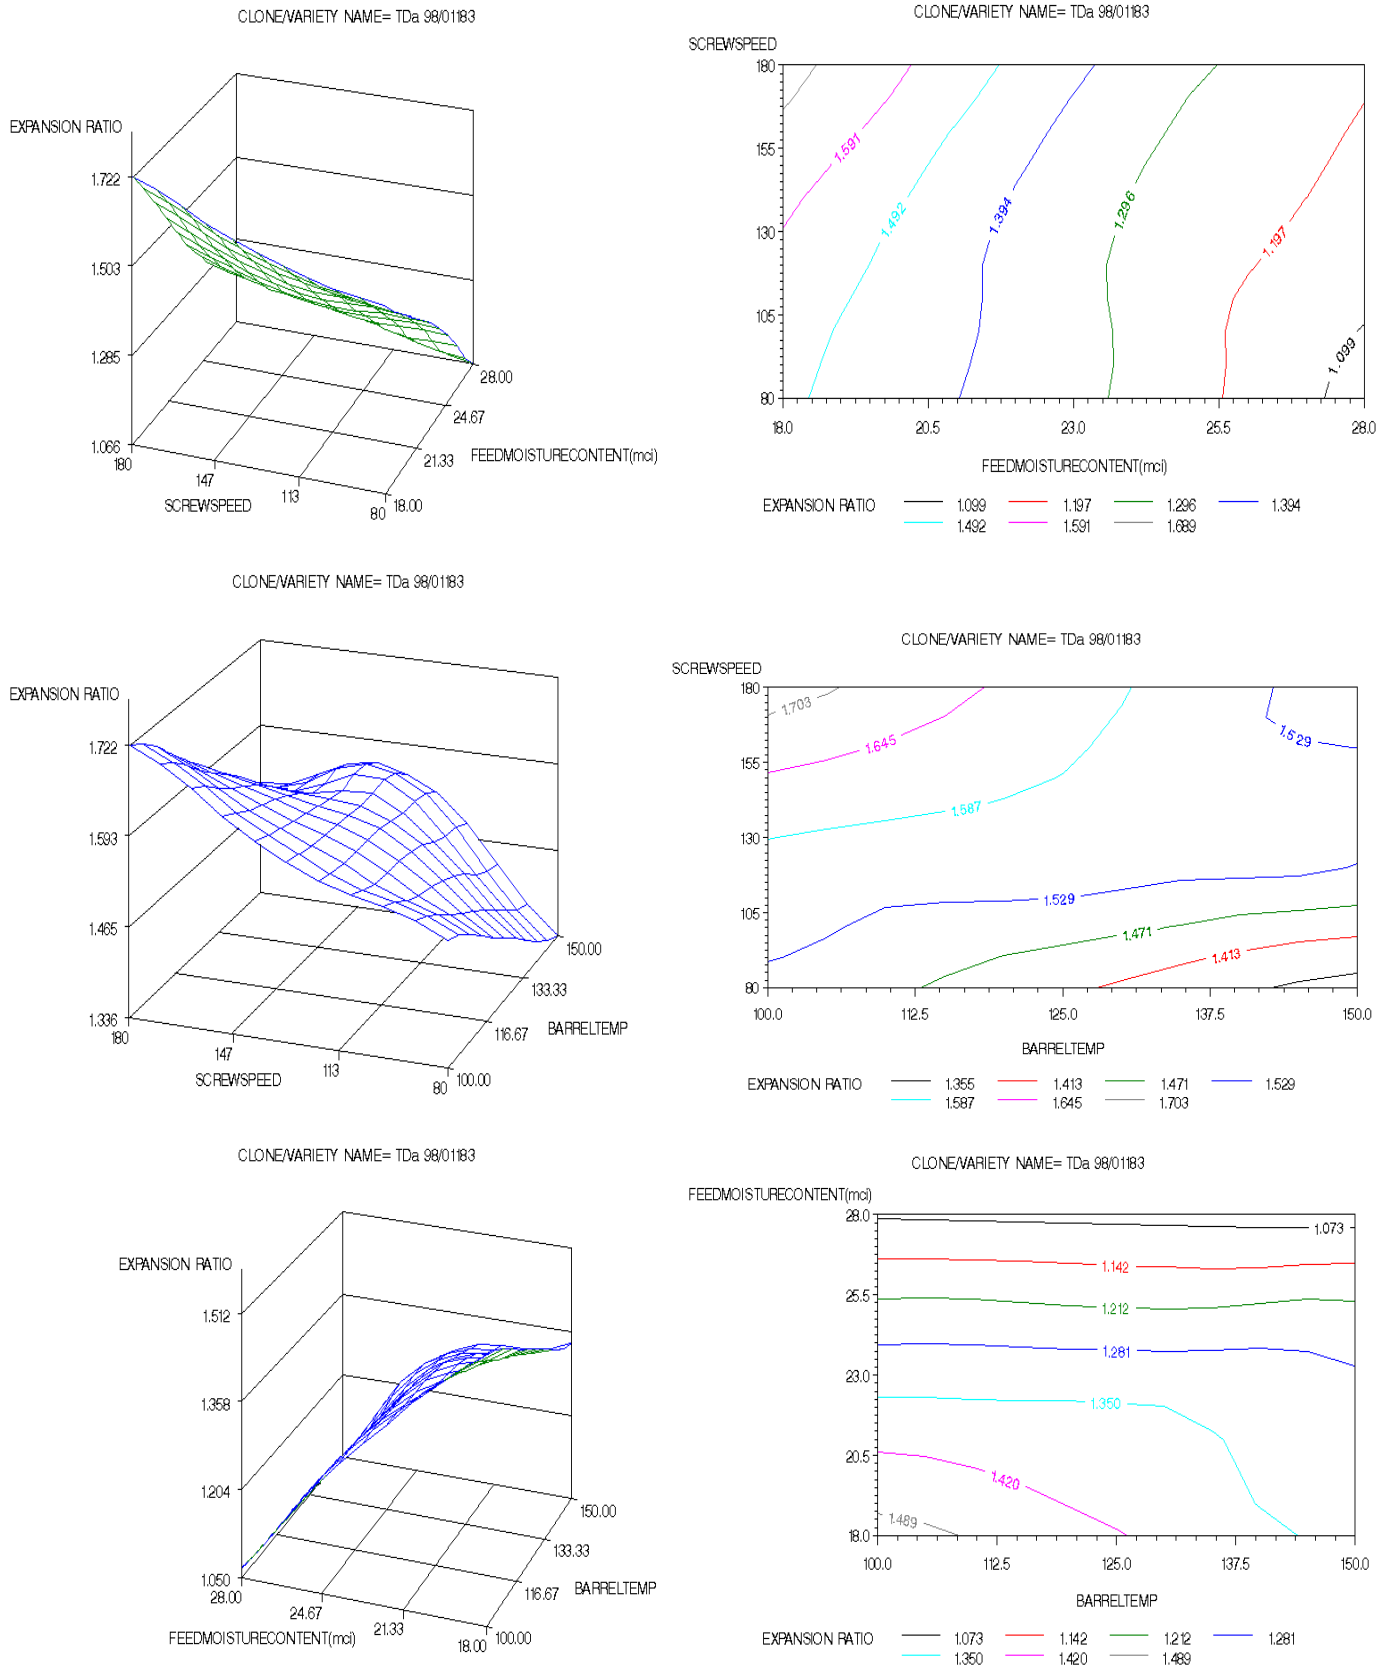 CLONE/VARIETY NAME= TDa 98/01183
EXPANSION RATIO
1.722
1.503
1.285
1.066
180
147
113
80
SCREWSPEED
18.00
21.33
24.67
28.00
FEEDMOISTURECONTENT(mci)
CLONE/VARIETY NAME= TDa 98/01183
SCREWSPEED
180
155
130
105
80
1.591
1.492
1.394
1.296
1.197
1.099
18.0 20.5 23.0 25.5 28.0
FEEDMOISTURECONTENT(mci)
EXPANSION RATIO 1.099 1.197 1.296 1.394
1.492 1.591 1.689
CLONE/VARIETY NAME= TDa 98/01183
EXPANSION RATIO
1.722
1.593
1.465
1.336
180
147
113
80
SCREWSPEED
100.00
116.67
133.33
150.00
BARRELTEMP
CLONE/VARIETY NAME= TDa 98/01183
SCREWSPEED
180
155
130
105
80
1.703
1.645
1.587
1.529
1.529
1.471
1.413
100.0 112.5 125.0 137.5 150.0
BARRELTEMP
EXPANSION RATIO 1.355 1.413 1.471 1.529
1.587 1.645 1.703
CLONE/VARIETY NAME= TDa 98/01183
EXPANSION RATIO
1.512
1.358
1.204
1.050
28.00
24.67
21.33
18.00
FEEDMOISTURECONTENT(mci)
100.00
116.67
133.33
150.00
BARRELTEMP
CLONE/VARIETY NAME= TDa 98/01183
FEEDMOISTURECONTENT(mci)
28.0
25.5
23.0
20.5
18.0
1.073
1.142
1.212
1.281
1.350
1.420
1.489
100.0 112.5 125.0 137.5 150.0
BARRELTEMP
EXPANSION RATIO 1.073 1.142 1.212 1.281
1.350 1.420 1.489